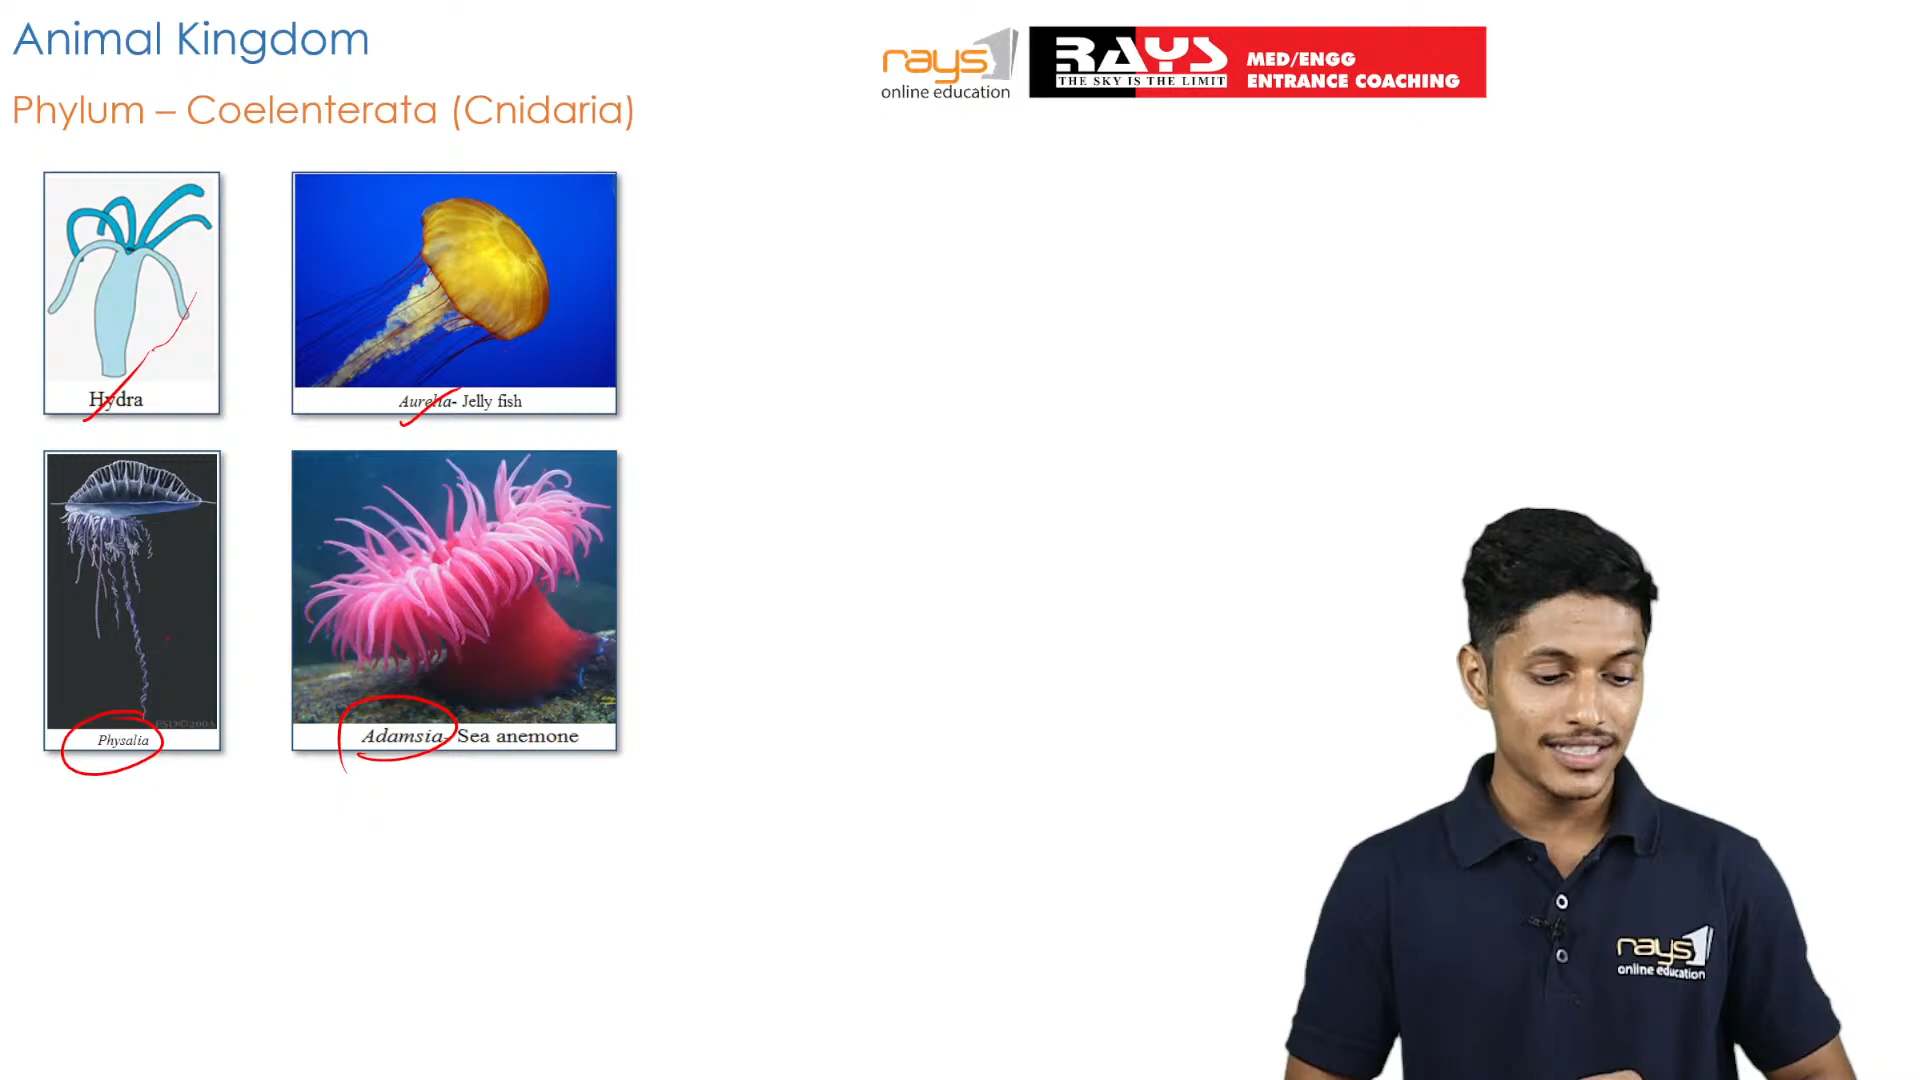 Animal Kingdom
rays
online education
RAYS
THE SKY IS THE LIMIT
MED/ENGG
ENTRANCE COACHING
Phylum – Coelenterata (Cnidaria)
Hydra
Aurelia- Jelly fish
Physalia
Adamsia- Sea anemone
rays
online education